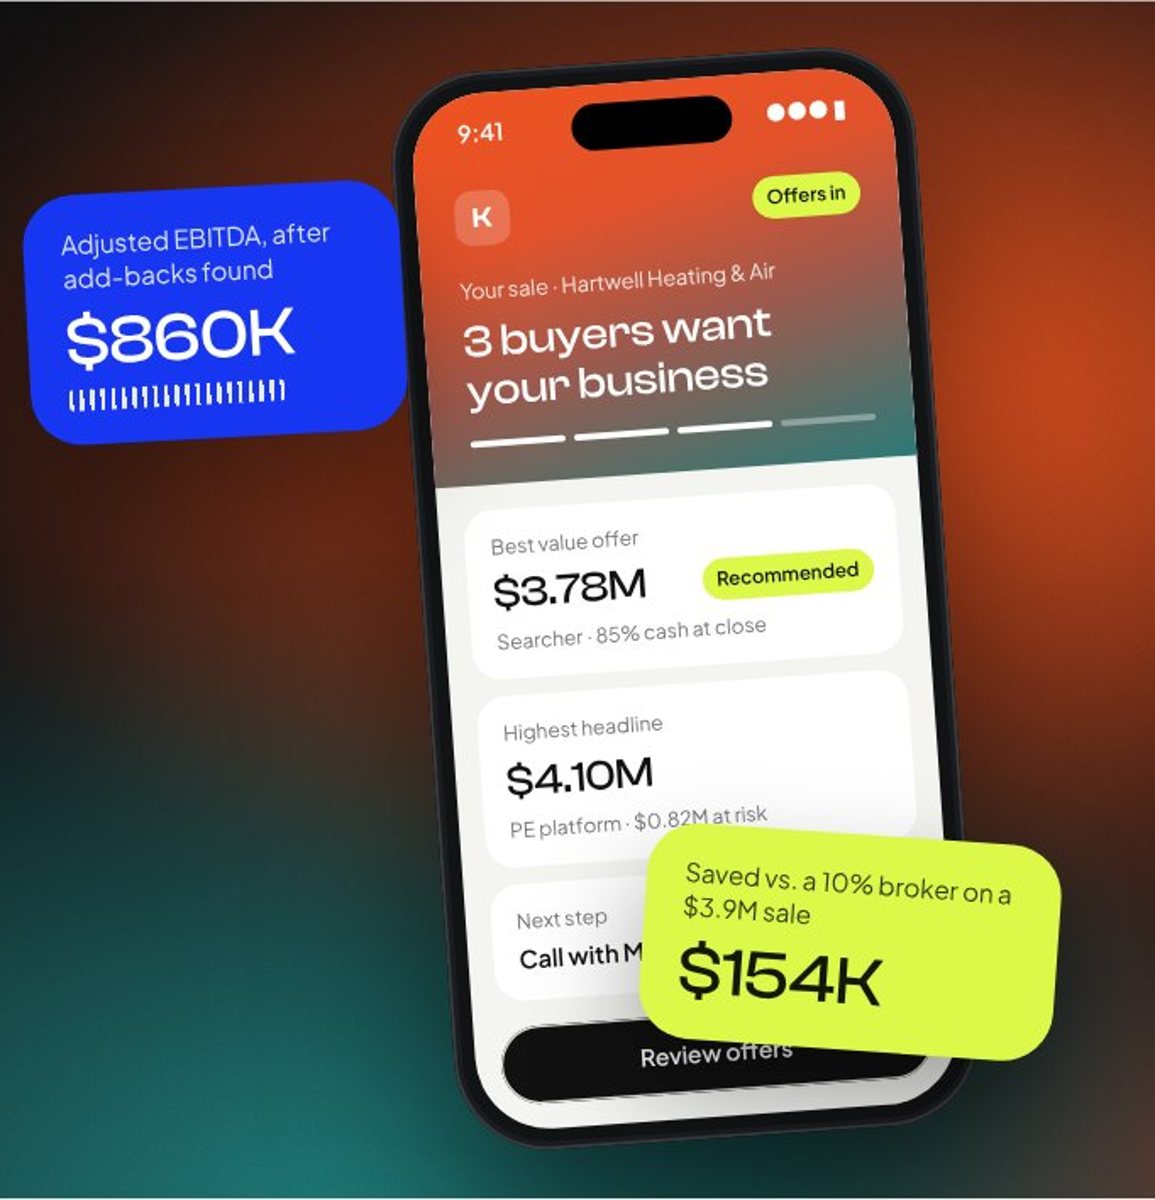 9:41
K
Offers in
Your sale · Hartwell Heating & Air
3 buyers want
your business
Adjusted EBITDA, after
add-backs found
$860K
Best value offer
$3.78M
Recommended
Searcher · 85% cash at close
Highest headline
$4.10M
PE platform · $0.82M at risk
Next step
Call with M
Saved vs. a 10% broker on a
$3.9M sale
$154K
Review offers